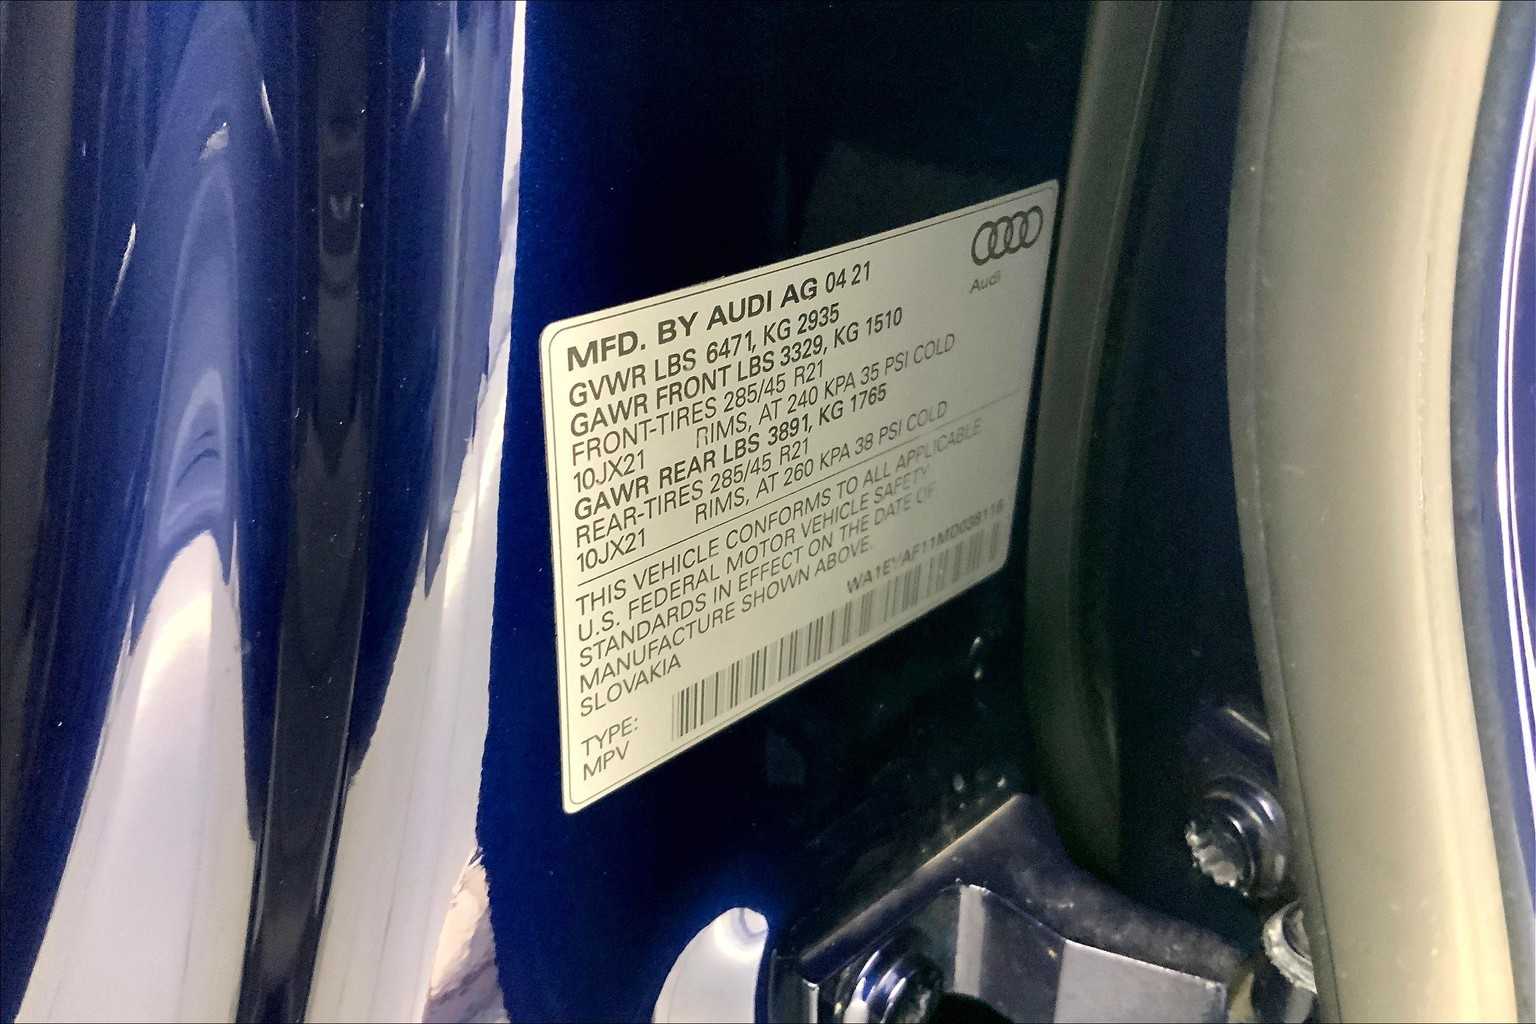 Audi
MFD. BY AUDI AG 04 21
GVWR LBS 6471, KG 2935
GAWR FRONT LBS 3329, KG 1510
FRONT-TIRES 285/45 R21
10JX21 RIMS, AT 240 KPA 35 PSI COLD
GAWR REAR LBS 3891, KG 1765
REAR-TIRES 285/45 R21
10JX21 RIMS, AT 260 KPA 38 PSI COLD
THIS VEHICLE CONFORMS TO ALL APPLICABLE
U.S. FEDERAL MOTOR VEHICLE SAFETY
STANDARDS IN EFFECT ON THE DATE OF
MANUFACTURE SHOWN ABOVE.
SLOVAKIA
TYPE:
MPV